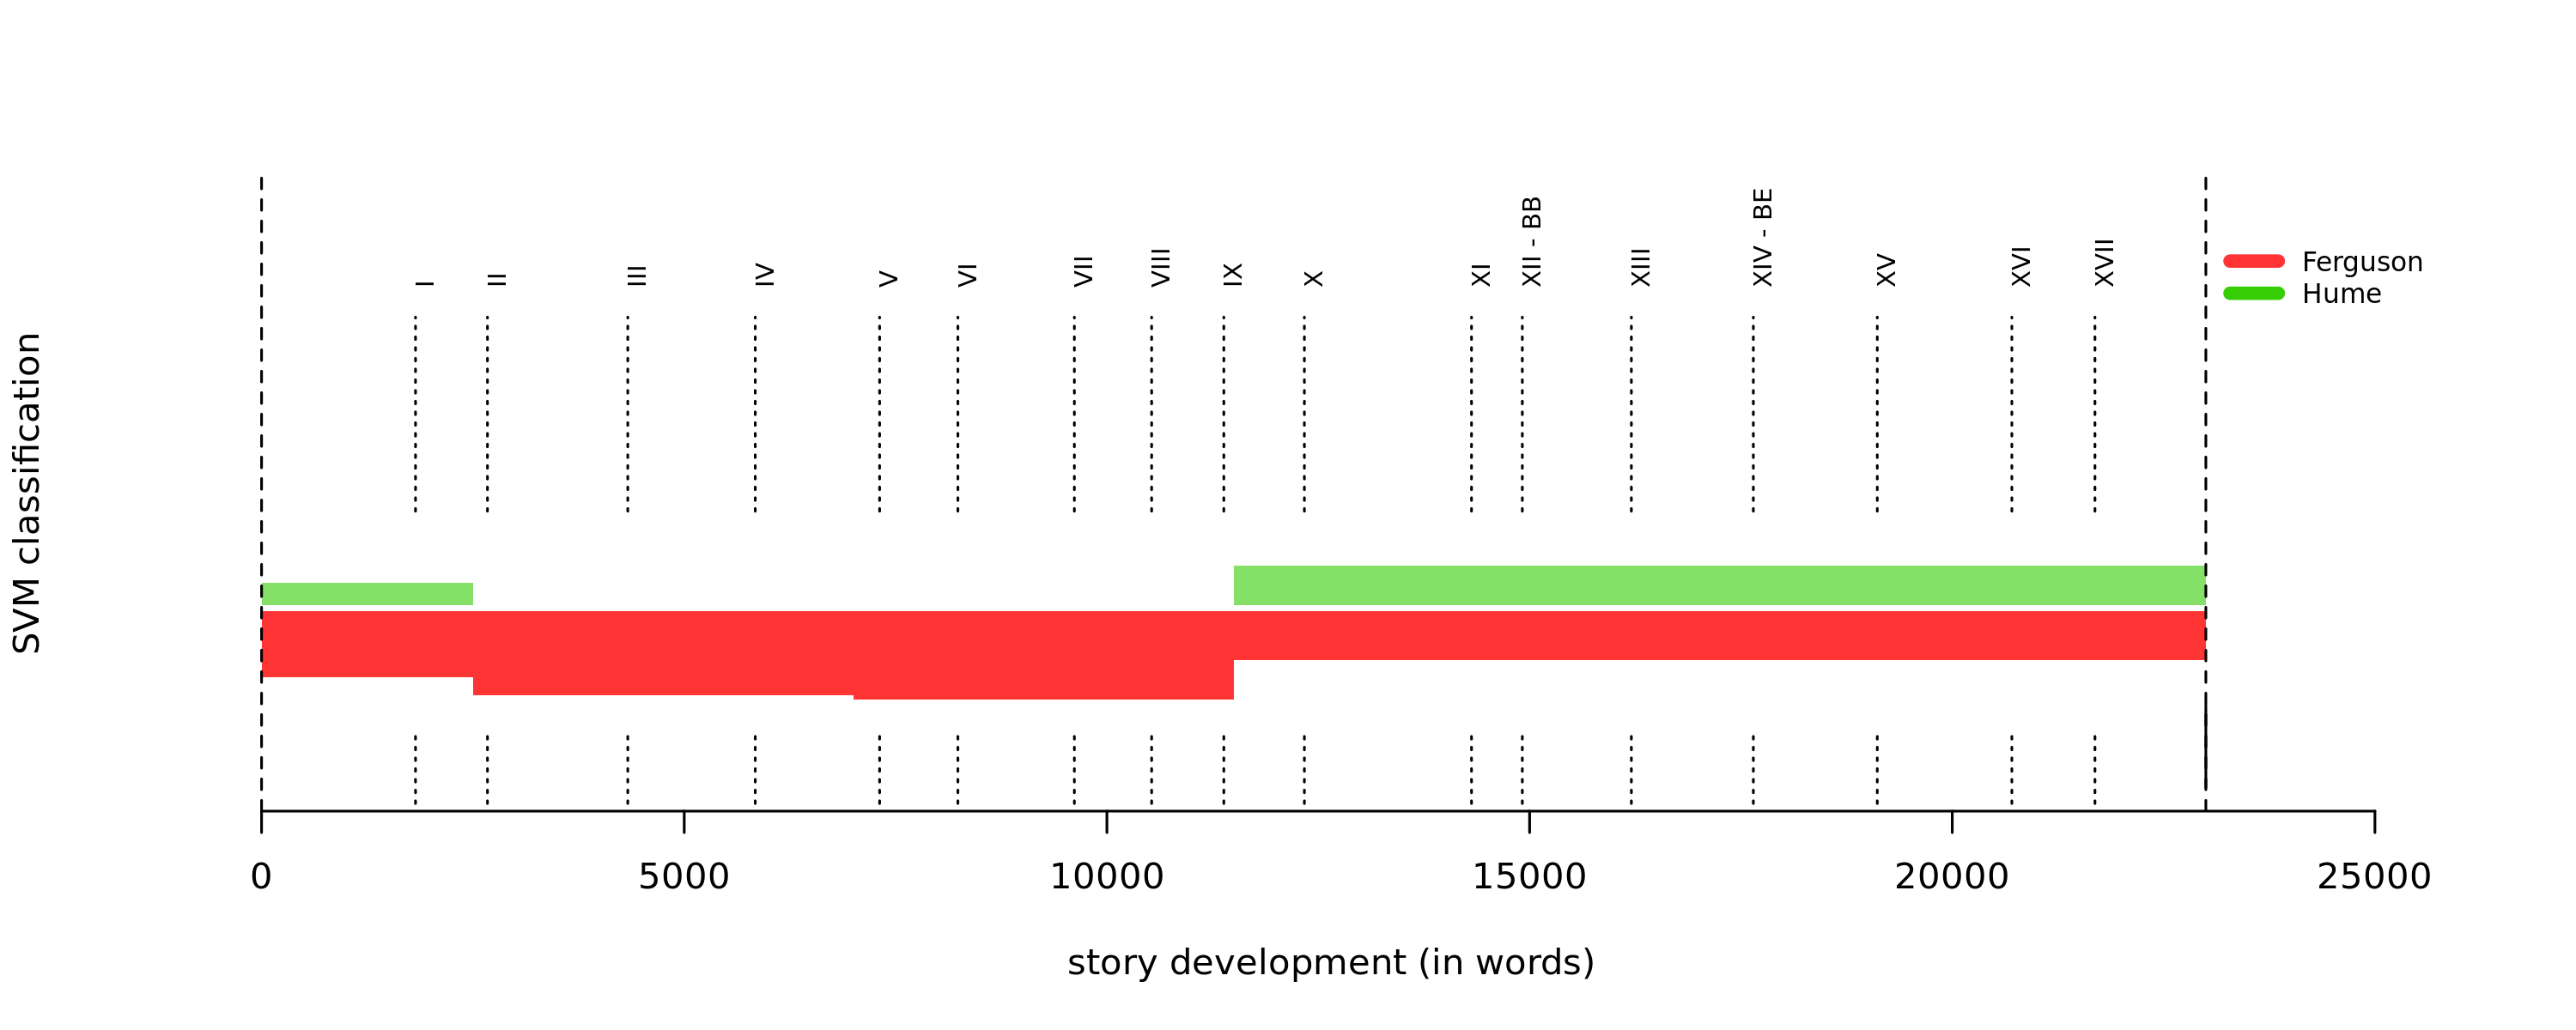 I
II
III
IV
V
VI
VII
VIII
IX
X
XI
XII - BB
XIII
XIV - BE
XV
XVI
XVII
Ferguson
Hume
SVM classification
0
5000
10000
15000
20000
25000
story development (in words)